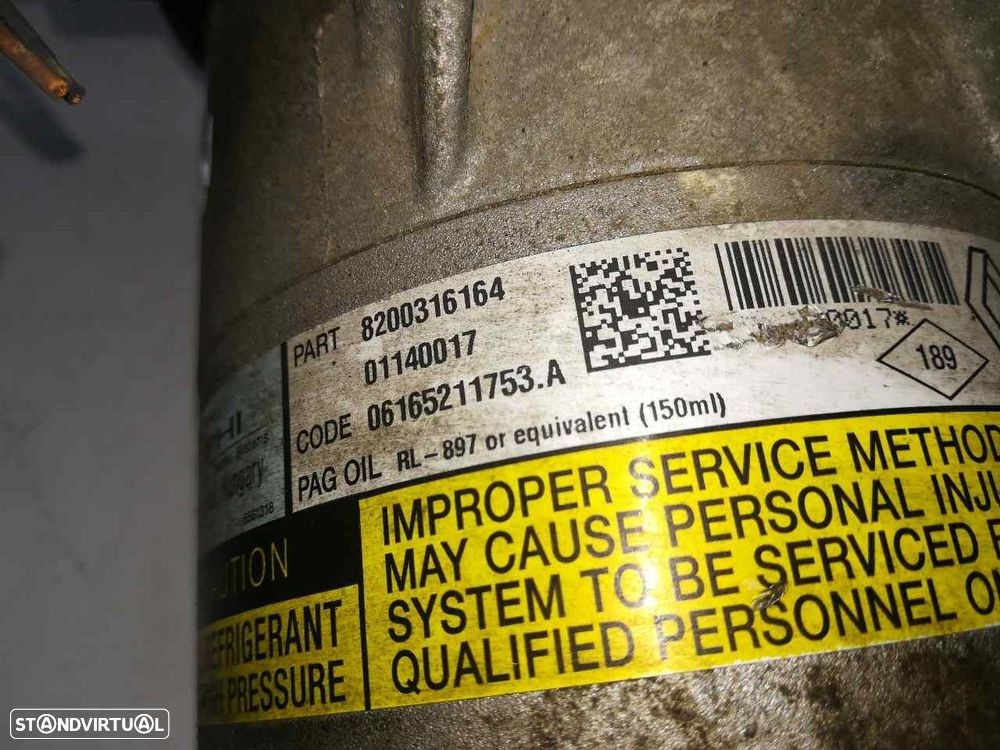 PART 8200316164
01140017
CODE 06165211753.A
PAG OIL RL-897 or equivalent (150ml)
0017*
189
Hungary
IMPROPER SERVICE METHOD
MAY CAUSE PERSONAL INJU
SYSTEM TO BE SERVICED
QUALIFIED PERSONNEL
UTION
EFRIGERANT
PRESSURE
STANDVIRTUAL